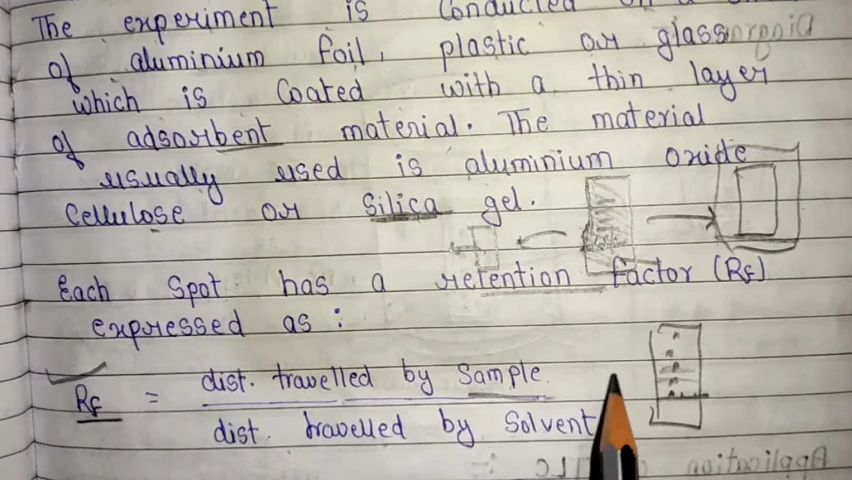 The experiment is conducted on a
of aluminium foil, plastic or glass
which is Coated with a thin layer
of adsorbent material. The material
usually used is aluminium oxide
cellulose or silica gel.
Each spot has a retention factor (RF)
expressed as :
RF = dist. travelled by Sample
dist. travelled by Solvent